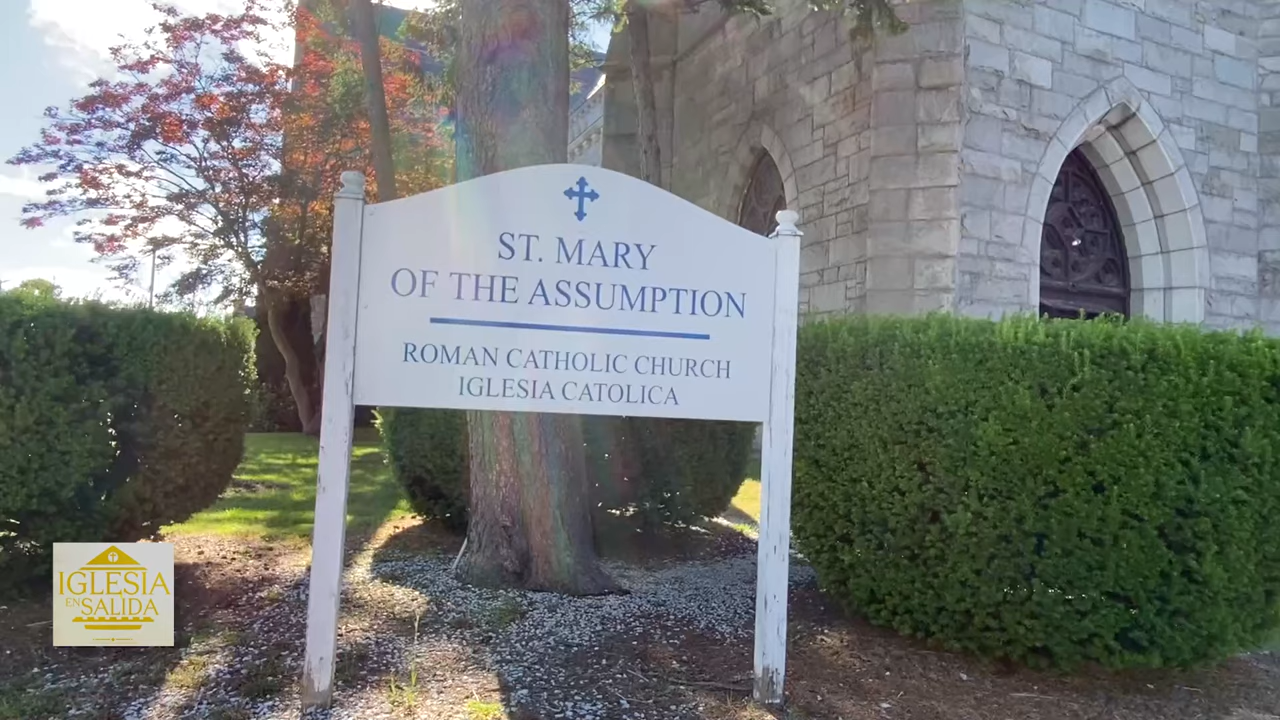 ST. MARY
OF THE ASSUMPTION
ROMAN CATHOLIC CHURCH
IGLESIA CATOLICA
IGLESIA
EN SALIDA